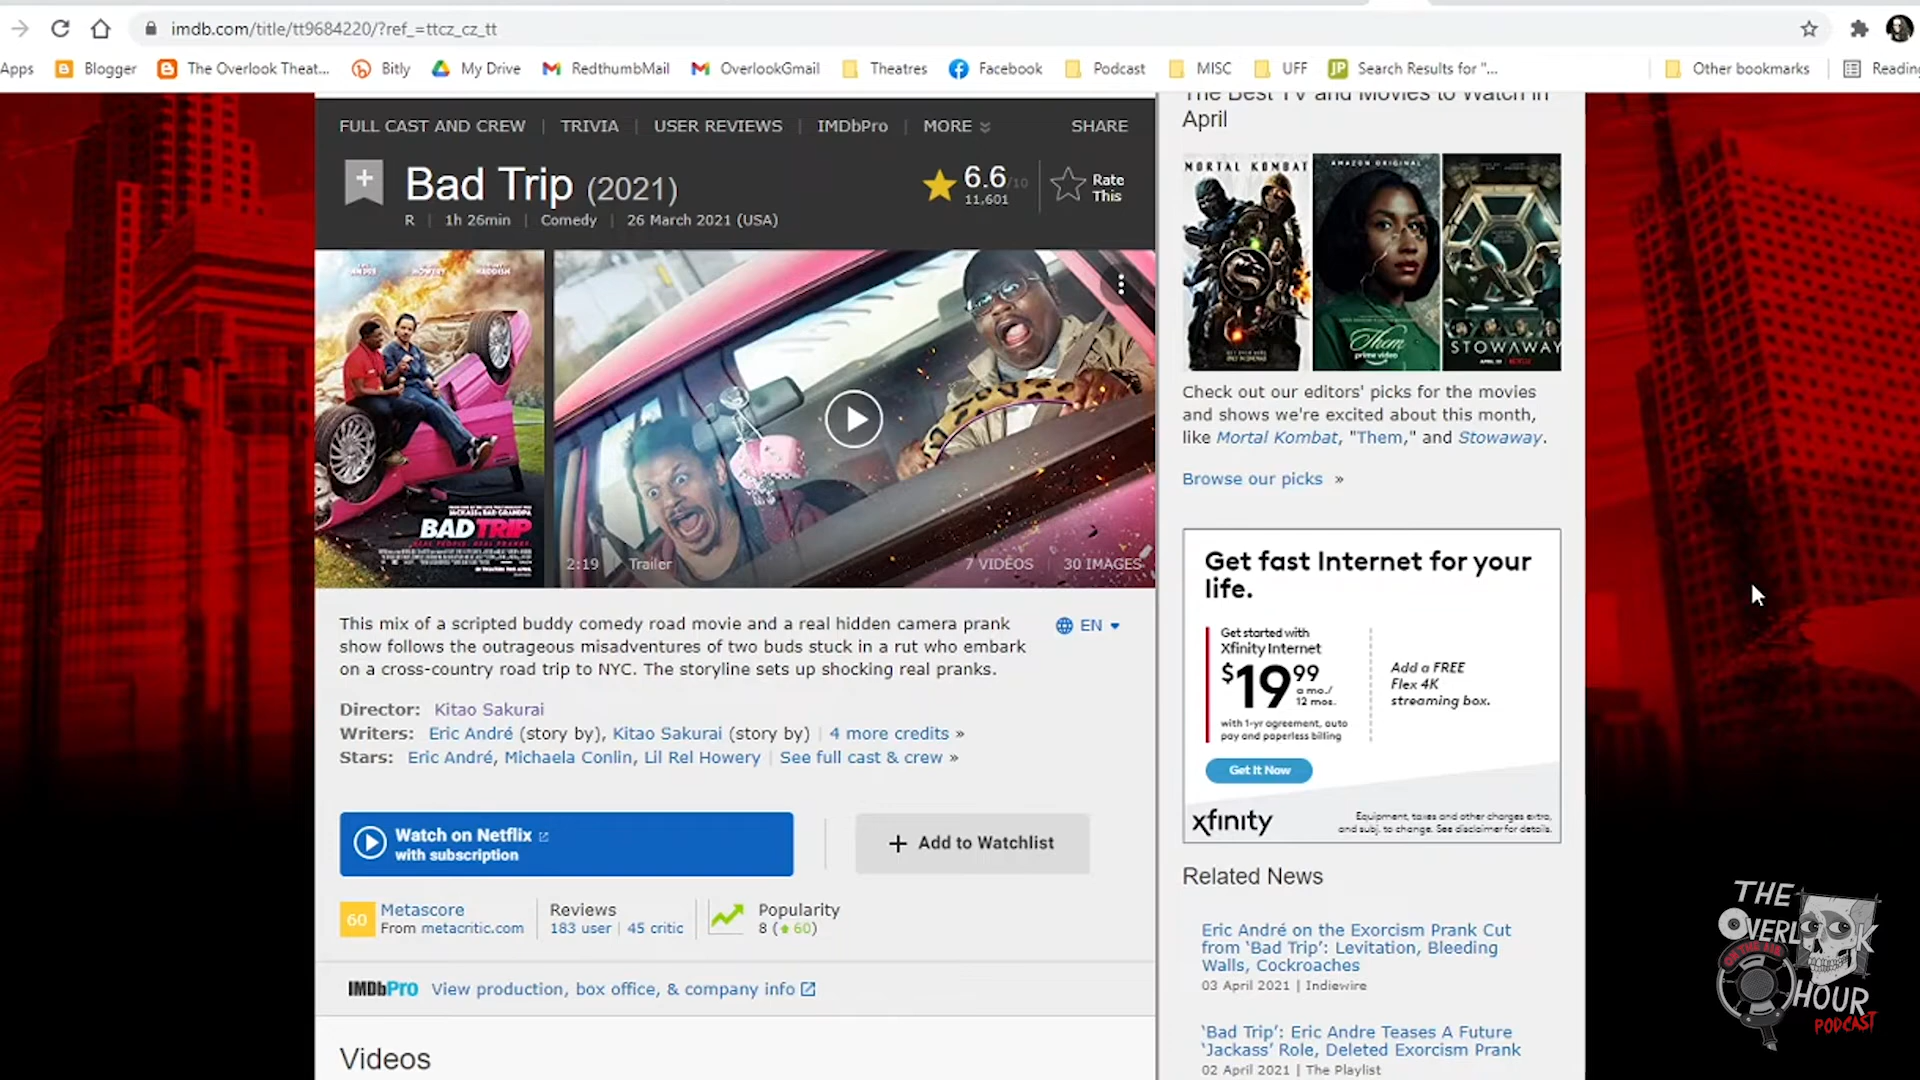 imdb.com/title/tt9684220/?ref_=ttcz_cz_tt
Apps Blogger The Overlook Theat... Bitly My Drive RedthumbMail OverlookGmail Theatres Facebook Podcast MISC UFF JP Search Results for "... Other bookmarks Reading
FULL CAST AND CREW | TRIVIA | USER REVIEWS | IMDbPro | MORE SHARE
Bad Trip (2021)
6.6/10
11,601
Rate
This
R | 1h 26min | Comedy | 26 March 2021 (USA)
BAD TRIP
REAL PEOPLE. REAL PRANKS.
2:19 Trailer
7 VIDEOS | 30 IMAGES
This mix of a scripted buddy comedy road movie and a real hidden camera prank
show follows the outrageous misadventures of two buds stuck in a rut who embark
on a cross-country road trip to NYC. The storyline sets up shocking real pranks.
EN
Director: Kitao Sakurai
Writers: Eric André (story by), Kitao Sakurai (story by) | 4 more credits »
Stars: Eric André, Michaela Conlin, Lil Rel Howery | See full cast & crew »
Watch on Netflix
with subscription
+ Add to Watchlist
60 Metascore
From metacritic.com
Reviews
183 user | 45 critic
Popularity
8 (60)
IMDbPro View production, box office, & company info
Videos
The Best TV and Movies to Watch in
April
MORTAL KOMBAT
AMAZON ORIGINAL
Them
prime video
STOWAWAY
Check out our editors' picks for the movies
and shows we're excited about this month,
like Mortal Kombat, "Them," and Stowaway.
Browse our picks »
Get fast Internet for your
life.
Get started with
Xfinity Internet
$19.99
a mo./
12 mos.
with 1-yr agreement, auto
pay and paperless billing
Add a FREE
Flex 4K
streaming box.
Get It Now
xfinity
Equipment, taxes and other charges extra,
and subj. to change. See disclaimer for details.
Related News
Eric André on the Exorcism Prank Cut
from ‘Bad Trip’: Levitation, Bleeding
Walls, Cockroaches
03 April 2021 | Indiewire
‘Bad Trip’: Eric Andre Teases A Future
‘Jackass’ Role, Deleted Exorcism Prank
02 April 2021 | The Playlist
THE
OVERLOOK
HOUR
PODCAST